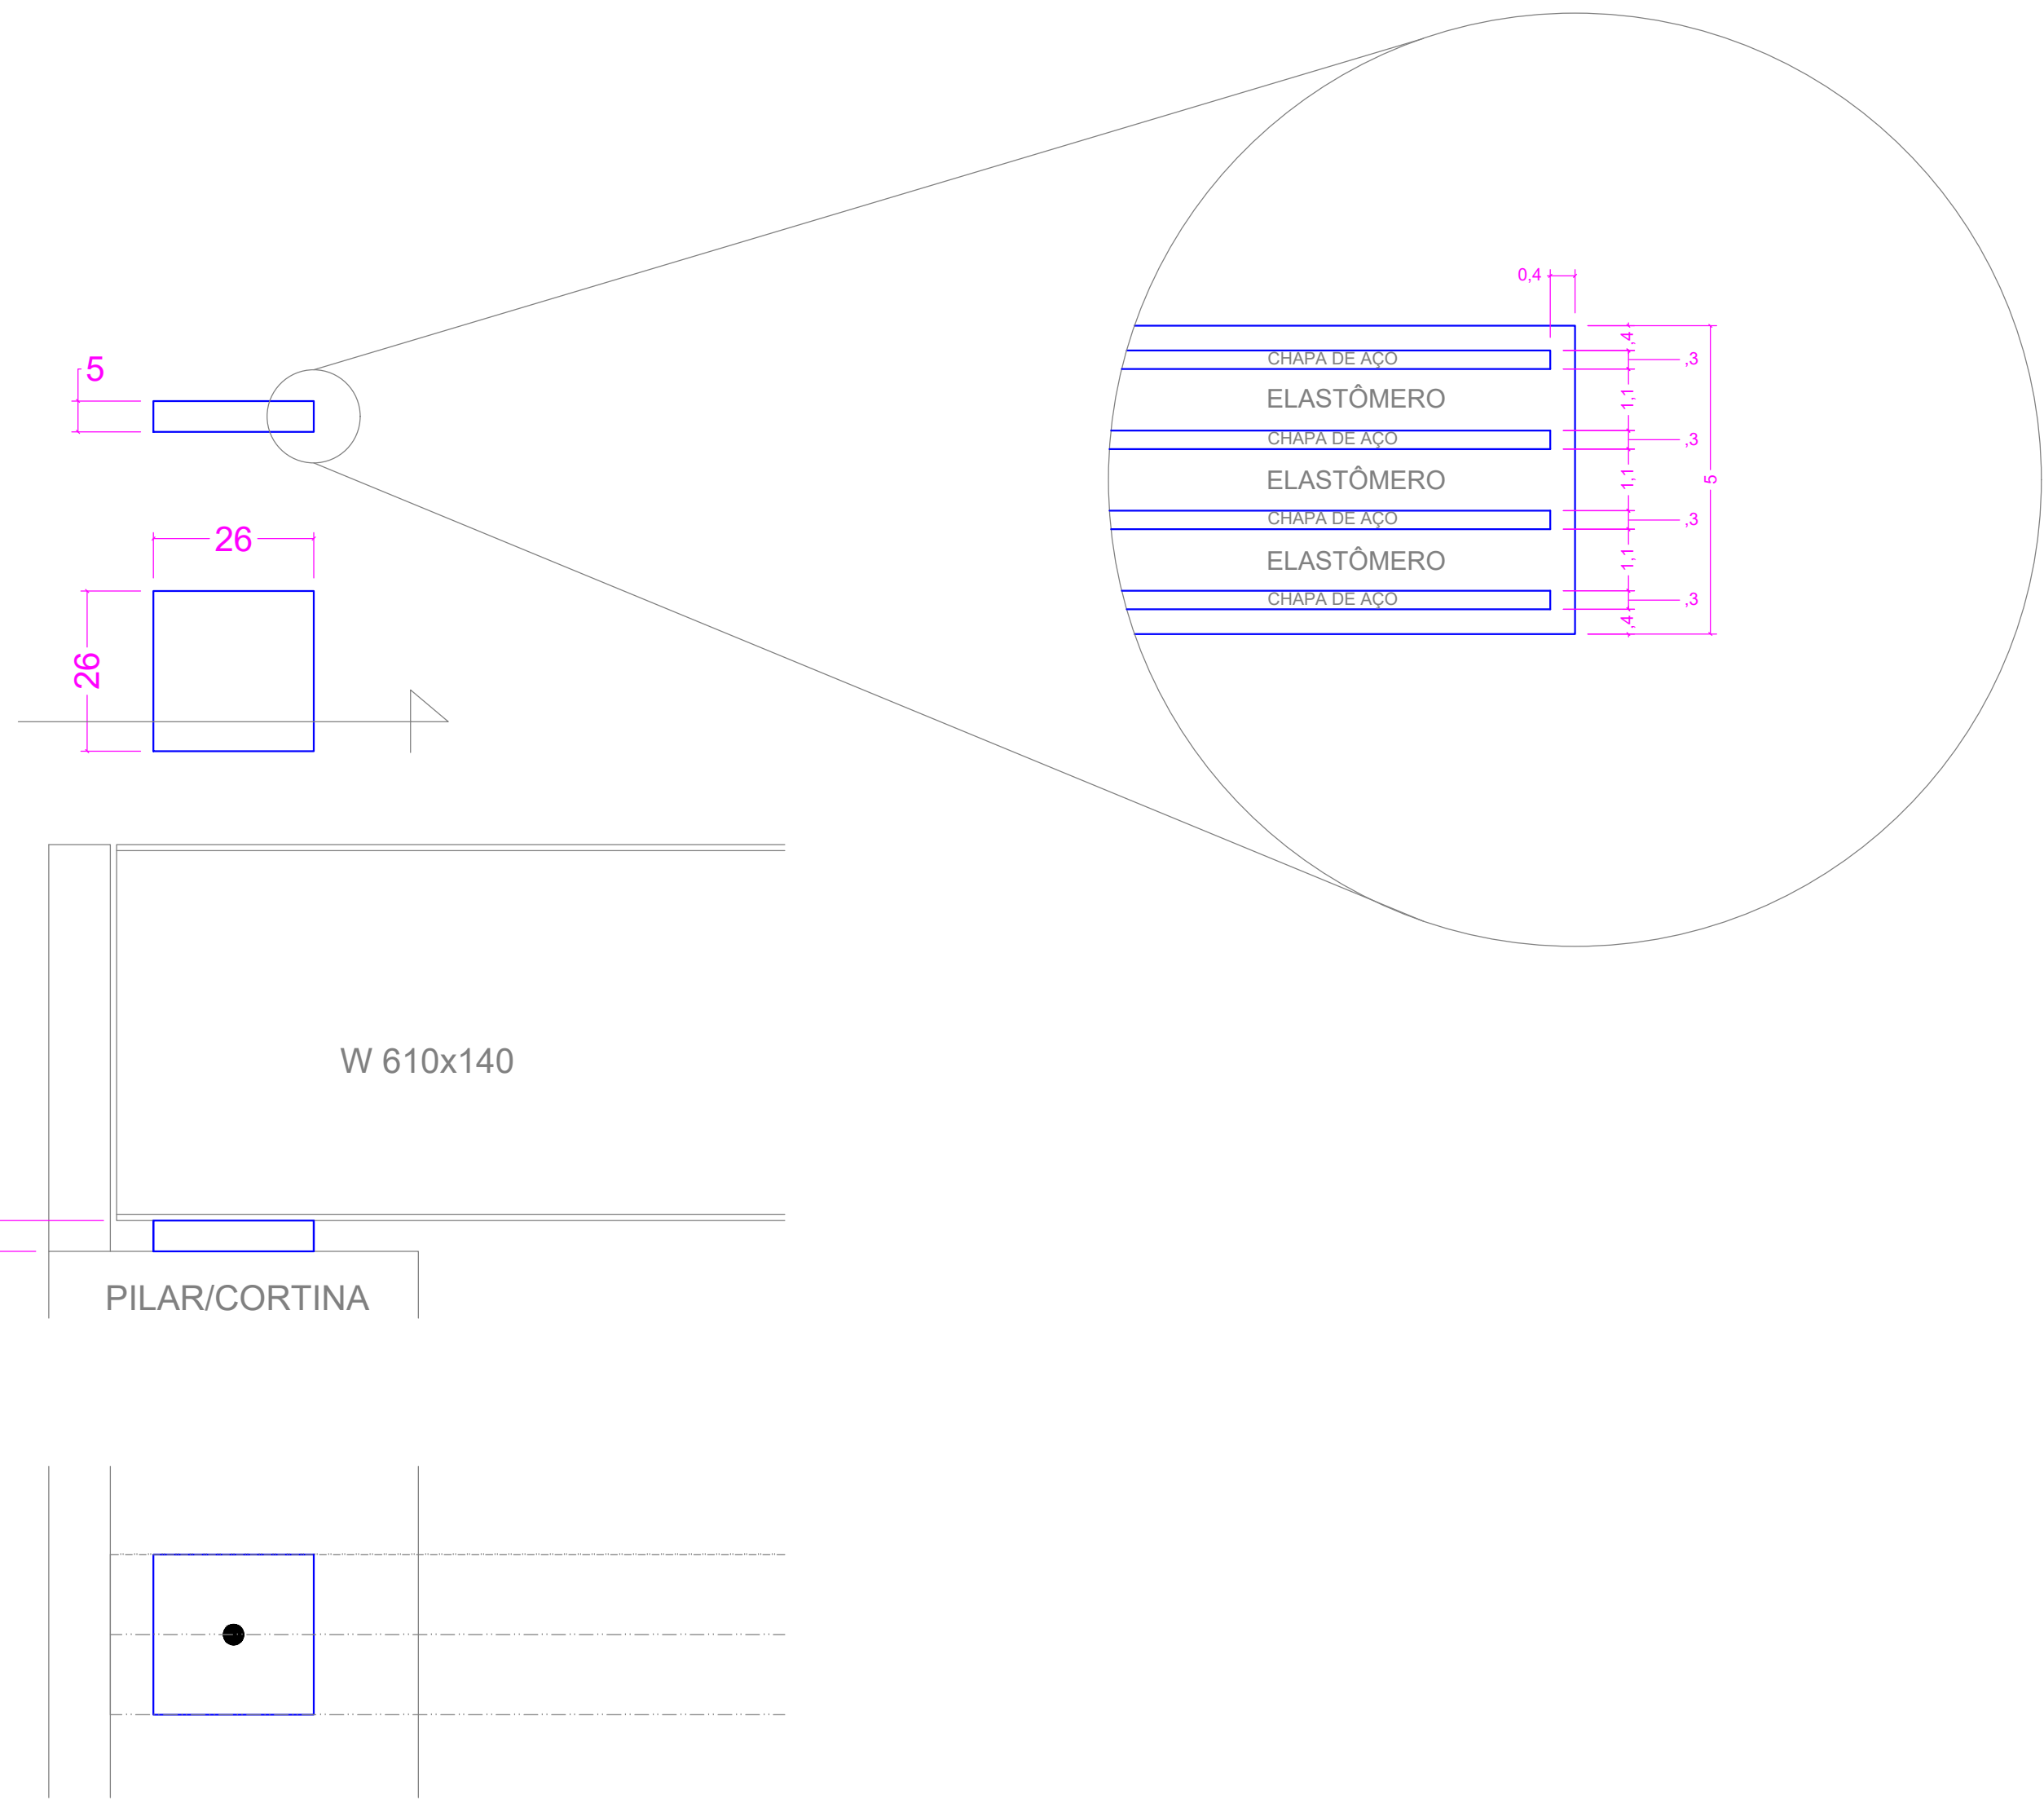 0,4
,4
CHAPA DE AÇO
,3
5
ELASTÔMERO
1,1
CHAPA DE AÇO
,3
ELASTÔMERO
1,1
5
CHAPA DE AÇO
,3
26
ELASTÔMERO
1,1
CHAPA DE AÇO
,3
,4
26
W 610x140
PILAR/CORTINA